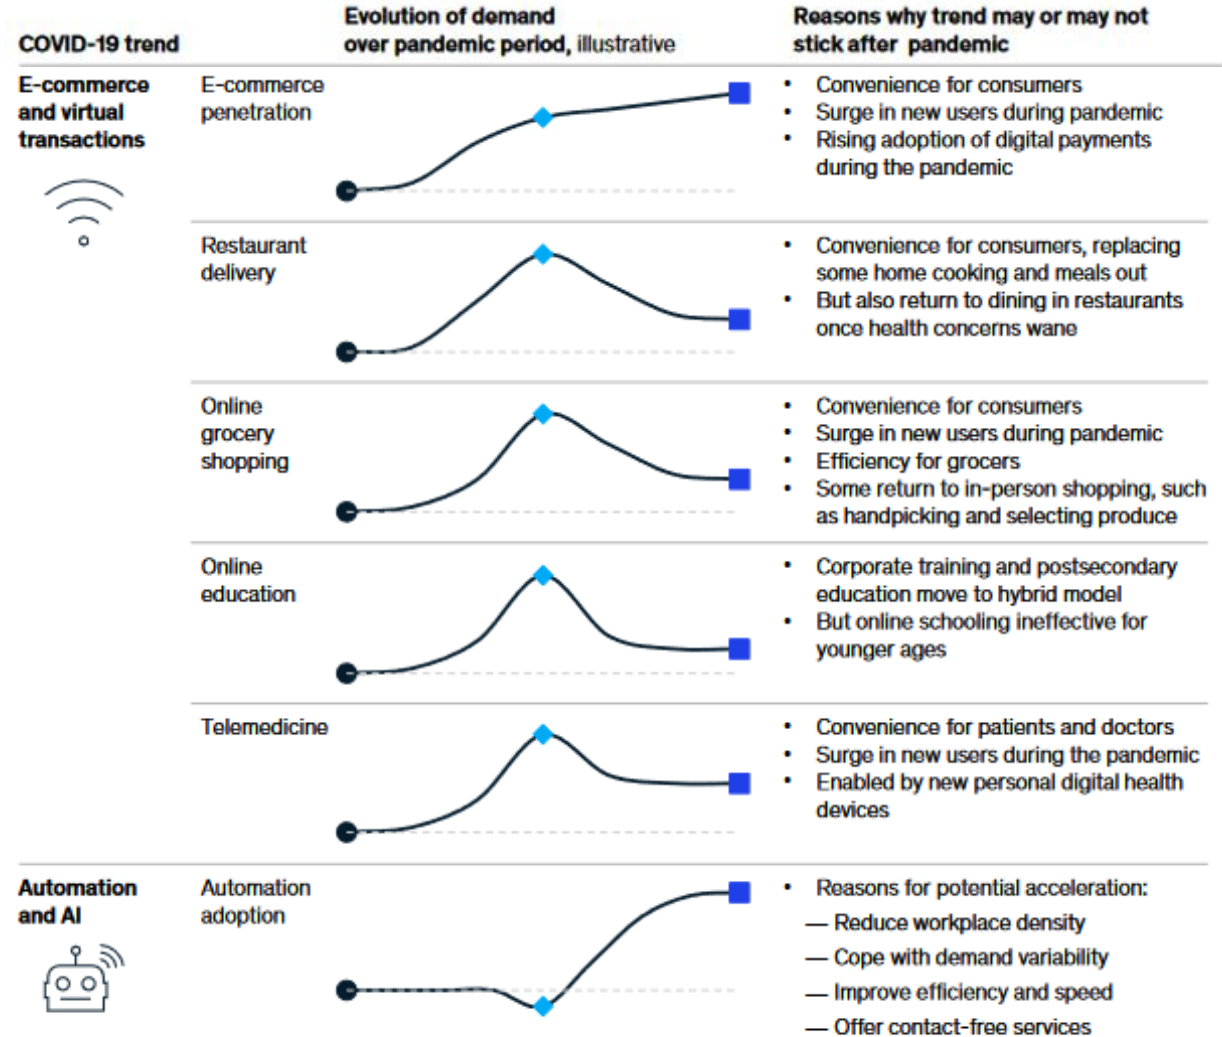 COVID-19 trend
Evolution of demand
over pandemic period, illustrative
Reasons why trend may or may not
stick after pandemic
E-commerce
and virtual
transactions
E-commerce
penetration
• Convenience for consumers
• Surge in new users during pandemic
• Rising adoption of digital payments
during the pandemic
Restaurant
delivery
• Convenience for consumers, replacing
some home cooking and meals out
• But also return to dining in restaurants
once health concerns wane
Online
grocery
shopping
• Convenience for consumers
• Surge in new users during pandemic
• Efficiency for grocers
• Some return to in-person shopping, such
as handpicking and selecting produce
Online
education
• Corporate training and postsecondary
education move to hybrid model
• But online schooling ineffective for
younger ages
Telemedicine
• Convenience for patients and doctors
• Surge in new users during the pandemic
• Enabled by new personal digital health
devices
Automation
and AI
Automation
adoption
• Reasons for potential acceleration:
— Reduce workplace density
— Cope with demand variability
— Improve efficiency and speed
— Offer contact-free services